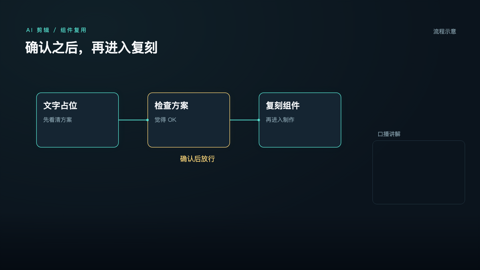 AI 剪辑 / 组件复用
流程示意
确认之后，再进入复刻
文字占位
先看清方案
检查方案
觉得 OK
复刻组件
再进入制作
确认后放行
口播讲解